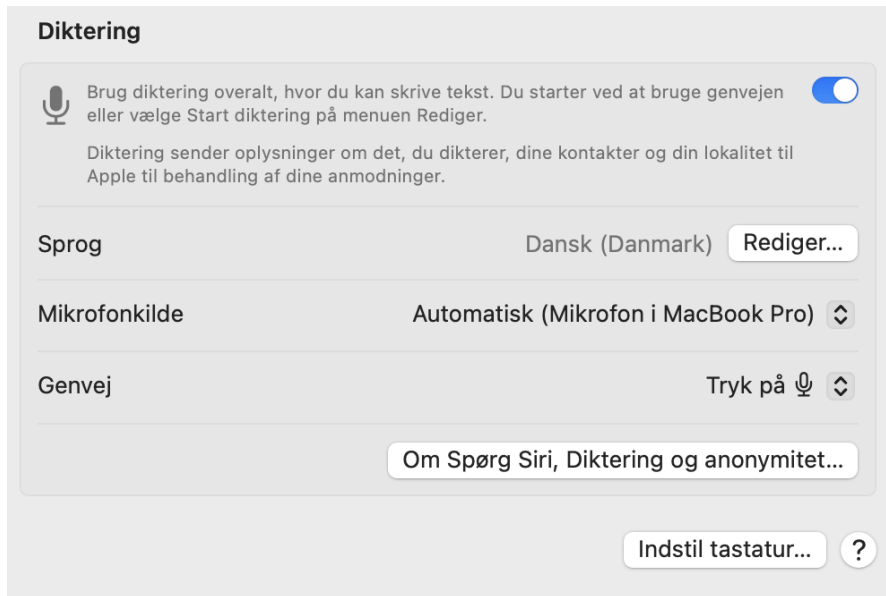 Diktering
Brug diktering overalt, hvor du kan skrive tekst. Du starter ved at bruge genvejen
eller vælge Start diktering på menuen Rediger.
Diktering sender oplysninger om det, du dikterer, dine kontakter og din lokalitet til
Apple til behandling af dine anmodninger.
Sprog Dansk (Danmark) Rediger...
Mikrofonkilde Automatisk (Mikrofon i MacBook Pro)
Genvej Tryk på
Om Spørg Siri, Diktering og anonymitet...
Indstil tastatur... ?